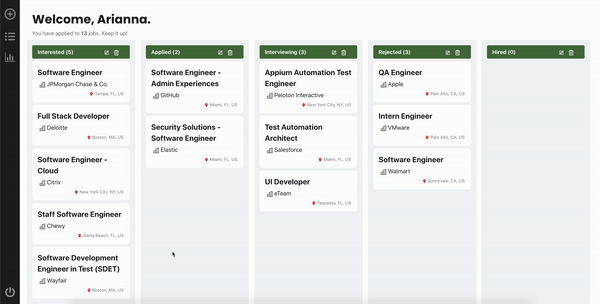 Welcome, Arianna.
You have applied to 13 jobs. Keep it up!
Interested (5)
Software Engineer
JPMorgan Chase & Co.
Tampa, FL, US
Full Stack Developer
Deloitte
Boston, MA, US
Software Engineer -
Cloud
Citrix
New York City, NY, US
Staff Software Engineer
Chewy
Dania Beach, FL, US
Software Development
Engineer in Test (SDET)
Wayfair
Boston, MA, US
Applied (2)
Software Engineer -
Admin Experiences
GitHub
Miami, FL, US
Security Solutions -
Software Engineer
Elastic
Miami, FL, US
Interviewing (3)
Appium Automation Test
Engineer
Peloton Interactive
New York City, NY, US
Test Automation
Architect
Salesforce
Miami, FL, US
UI Developer
eTeam
Tequesta, FL, US
Rejected (3)
QA Engineer
Apple
Palo Alto, CA, US
Intern Engineer
VMware
Palo Alto, CA, US
Software Engineer
Walmart
Sunnyvale, CA, US
Hired (0)